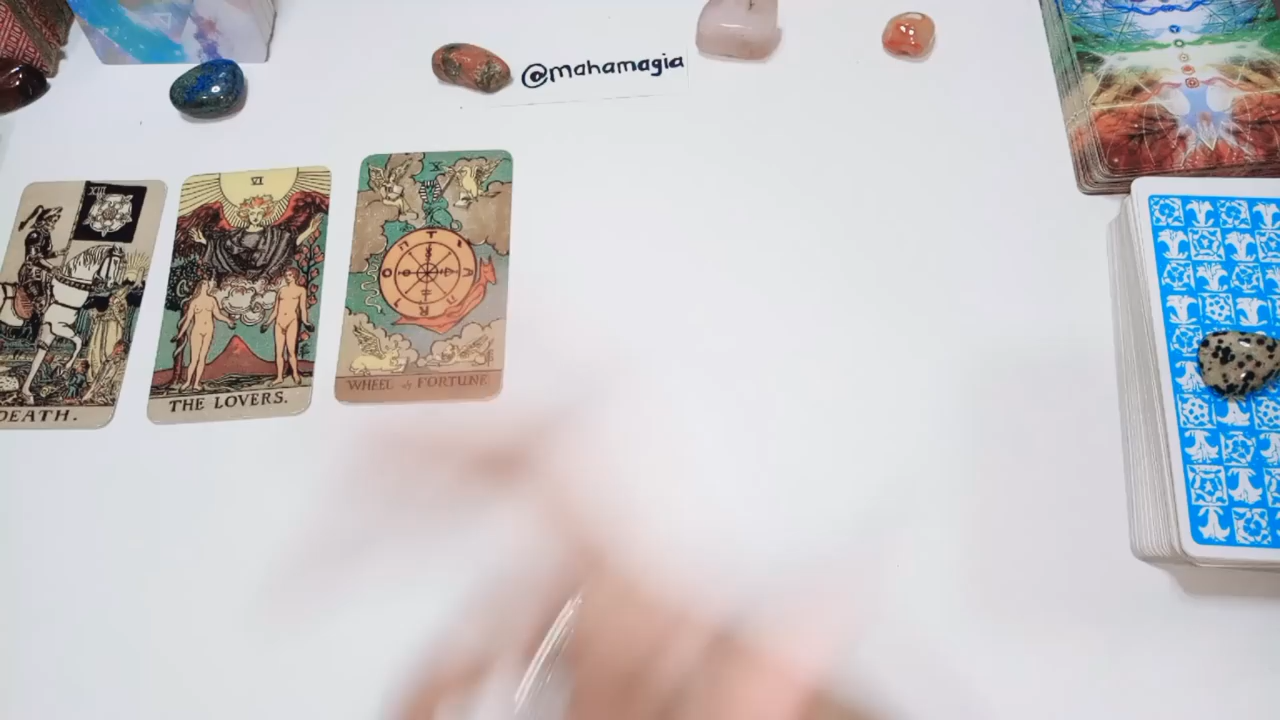 @mahamagia
XIII
DEATH.
VI
THE LOVERS.
X
WHEEL of FORTUNE.